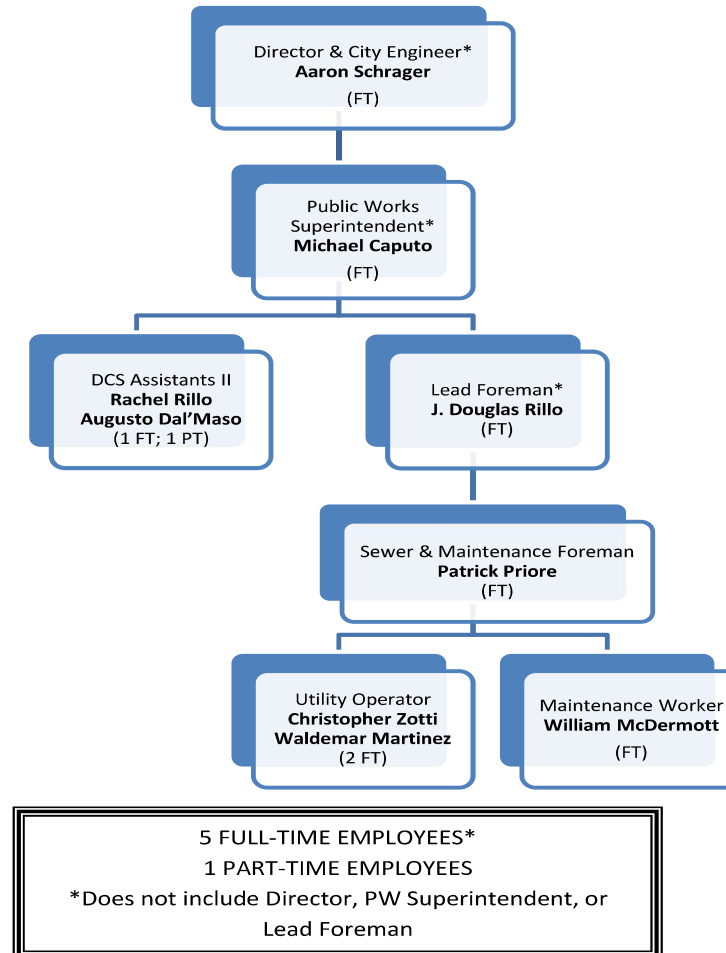 Director & City Engineer*
Aaron Schrager
(FT)
Public Works
Superintendent*
Michael Caputo
(FT)
DCS Assistants II
Rachel Rillo
Augusto Dal’Maso
(1 FT; 1 PT)
Lead Foreman*
J. Douglas Rillo
(FT)
Sewer & Maintenance Foreman
Patrick Priore
(FT)
Utility Operator
Christopher Zotti
Waldemar Martinez
(2 FT)
Maintenance Worker
William McDermott
(FT)
5 FULL-TIME EMPLOYEES*
1 PART-TIME EMPLOYEES
*Does not include Director, PW Superintendent, or
Lead Foreman